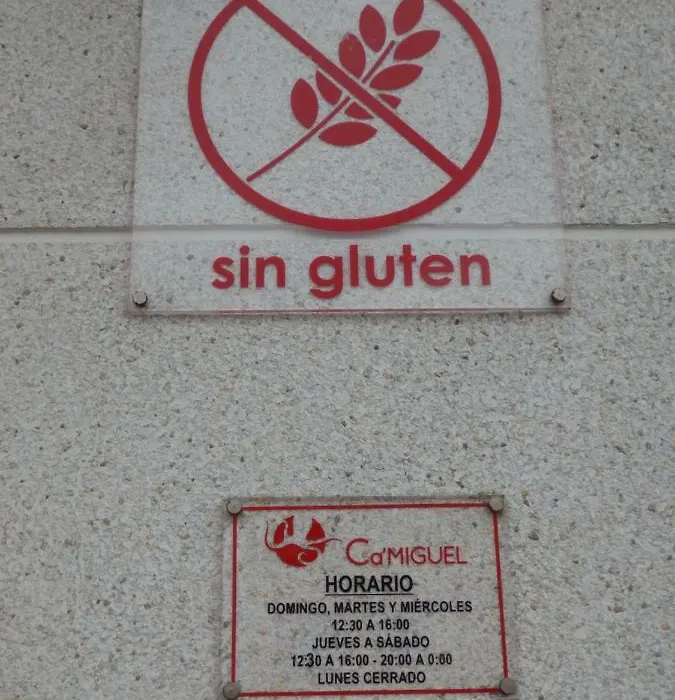 sin gluten
Ca'MIGUEL
HORARIO
DOMINGO, MARTES Y MIÉRCOLES
12:30 A 16:00
JUEVES A SÁBADO
12:30 A 16:00 - 20:00 A 0:00
LUNES CERRADO